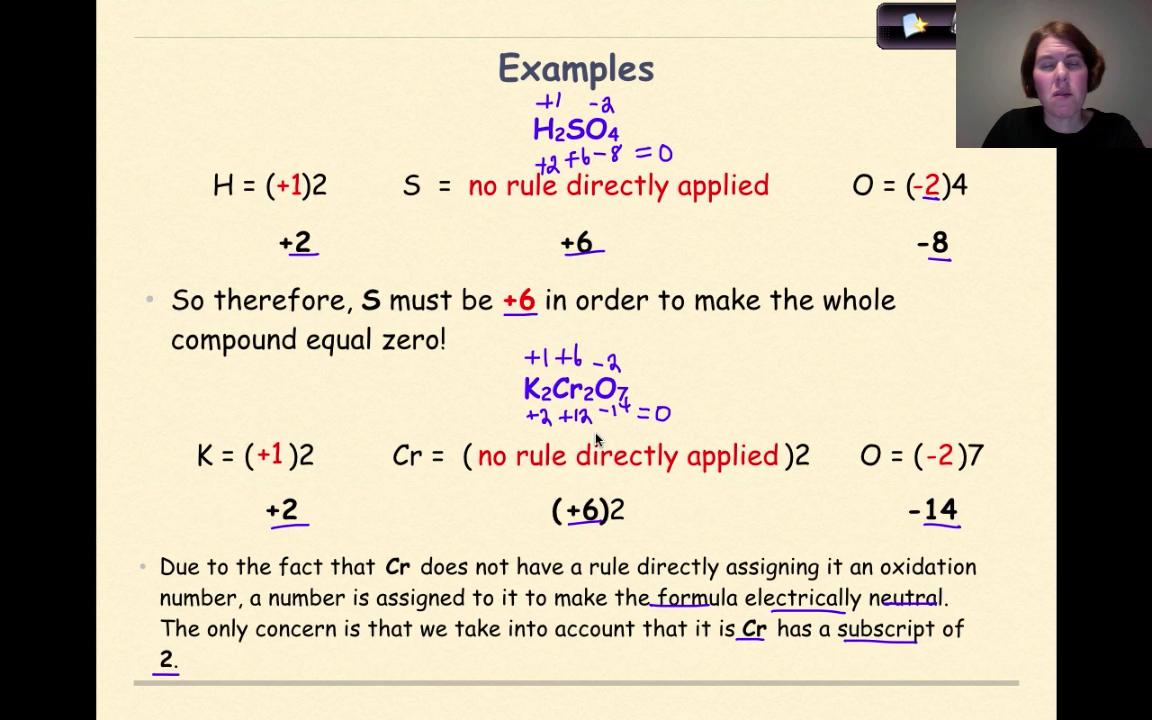 Examples
+1 -2
H2SO4
+2 +6 -8 = 0
H = (+1)2 S = no rule directly applied O = (-2)4
+2 +6 -8
• So therefore, S must be +6 in order to make the whole
compound equal zero!
+1 +6 -2
K2Cr2O7
+2 +12 -14 = 0
K = (+1 )2 Cr = ( no rule directly applied )2 O = (-2)7
+2 (+6)2 -14
• Due to the fact that Cr does not have a rule directly assigning it an oxidation
number, a number is assigned to it to make the formula electrically neutral.
The only concern is that we take into account that it is Cr has a subscript of
2.